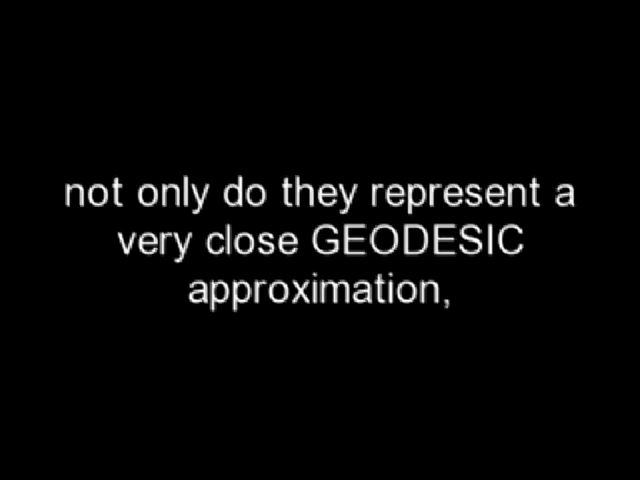 not only do they represent a
very close GEODESIC
approximation,